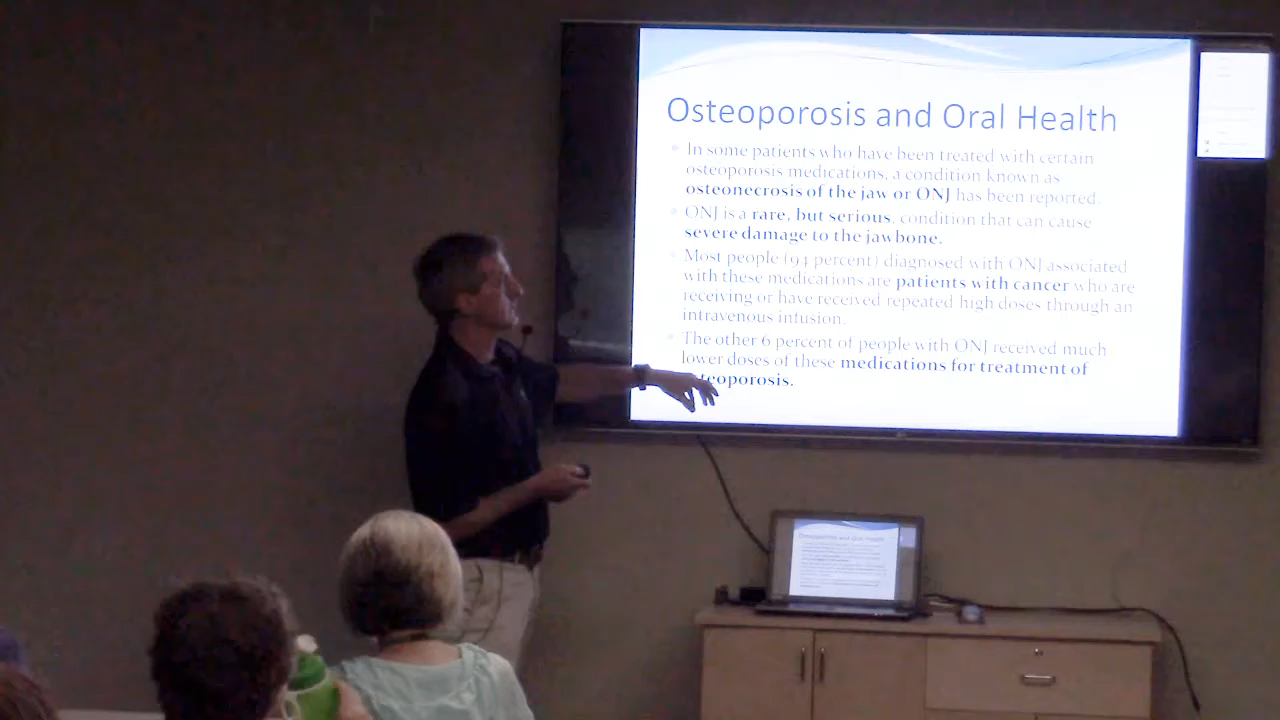 Osteoporosis and Oral Health
In some patients who have been treated with certain
osteoporosis medications, a condition known as
osteonecrosis of the jaw or ONJ has been reported.
ONJ is a rare, but serious, condition that can cause
severe damage to the jawbone.
Most people (94 percent) diagnosed with ONJ associated
with these medications are patients with cancer who are
receiving or have received repeated high doses through an
intravenous infusion.
The other 6 percent of people with ONJ received much
lower doses of these medications for treatment of
teoporosis.
Osteoporosis and Oral Health